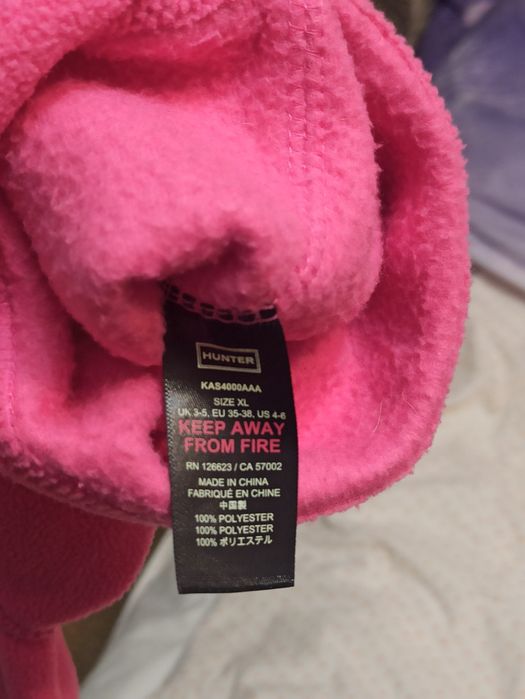 HUNTER
KAS4000AAA
SIZE XL
UK 3-5, EU 35-38, US 4-6
KEEP AWAY
FROM FIRE
RN 126623 / CA 57002
MADE IN CHINA
FABRIQUÉ EN CHINE
中国製
100% POLYESTER
100% POLYESTER
100% ポリエステル